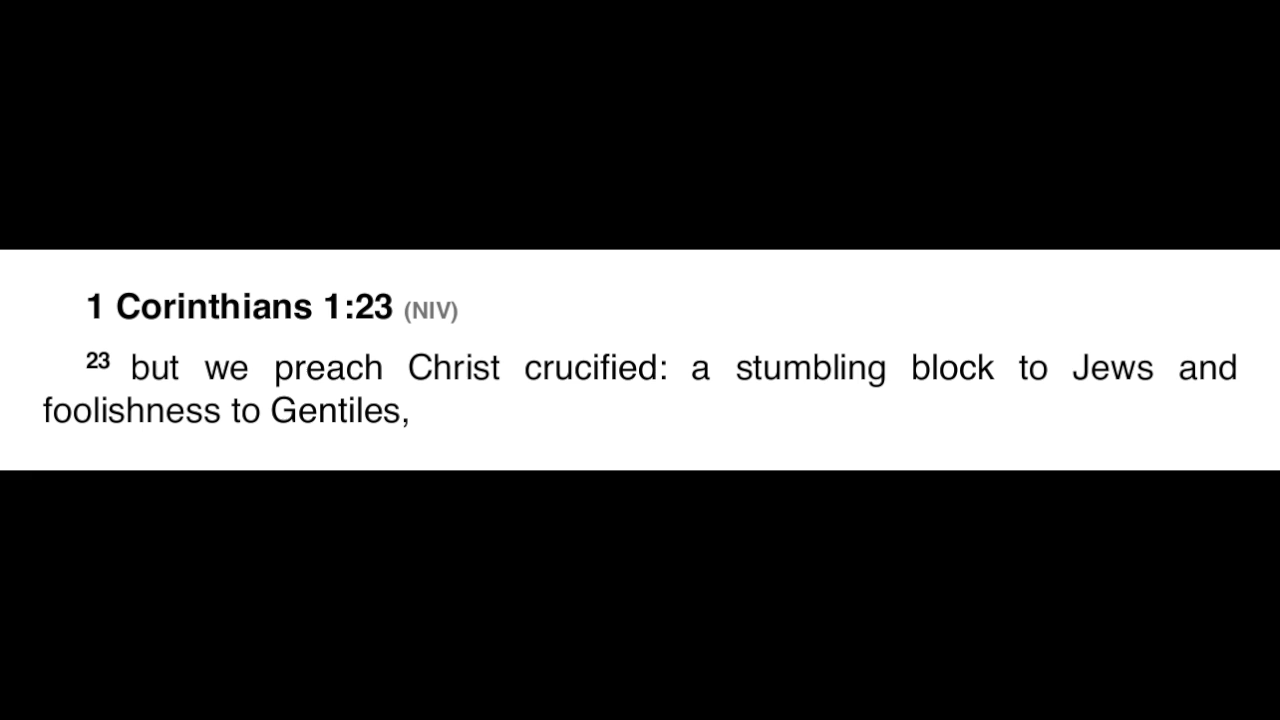 1 Corinthians 1:23 (NIV)
23 but we preach Christ crucified: a stumbling block to Jews and
foolishness to Gentiles,